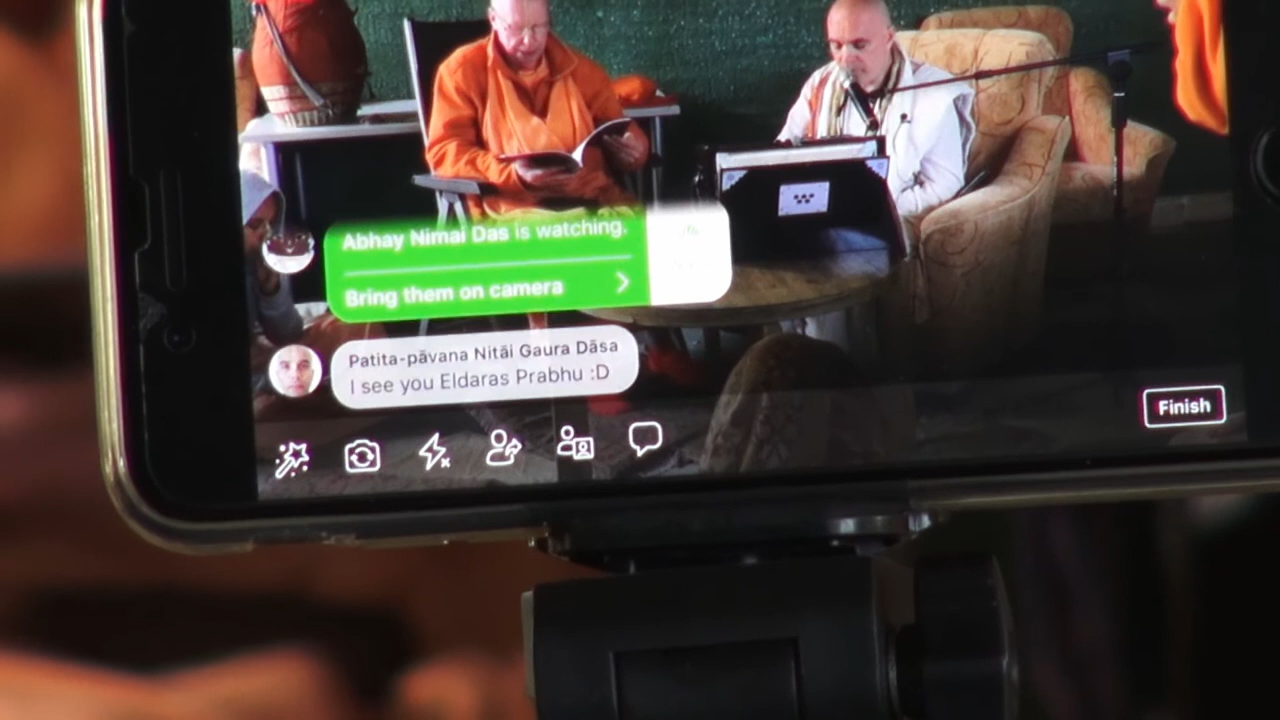 Abhay Nimai Das is watching.
Bring them on camera
Patita-pāvana Nitāi Gaura Dāsa
I see you Eldaras Prabhu :D
Finish